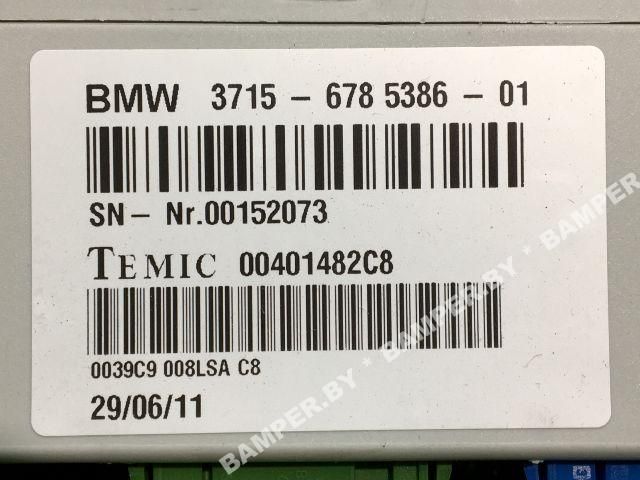 BMW 3715 - 678 5386 - 01
SN- Nr.00152073
TEMIC 00401482C8
0039C9 008LSA C8
29/06/11
BAMPER.BY * BAMPER.BY * BAMPER.BY